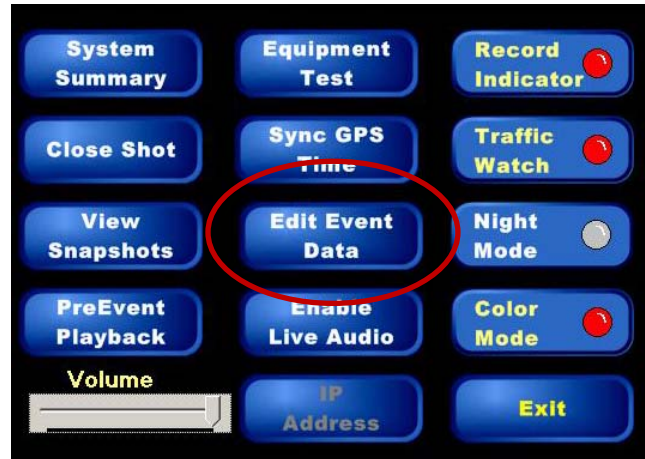 System
Summary
Equipment
Test
Record
Indicator
Close Shot
Sync GPS
Time
Traffic
Watch
View
Snapshots
Edit Event
Data
Night
Mode
PreEvent
Playback
Enable
Live Audio
Color
Mode
Volume
IP
Address
Exit